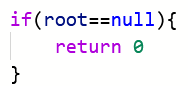 if(root==null){
    return 0
}